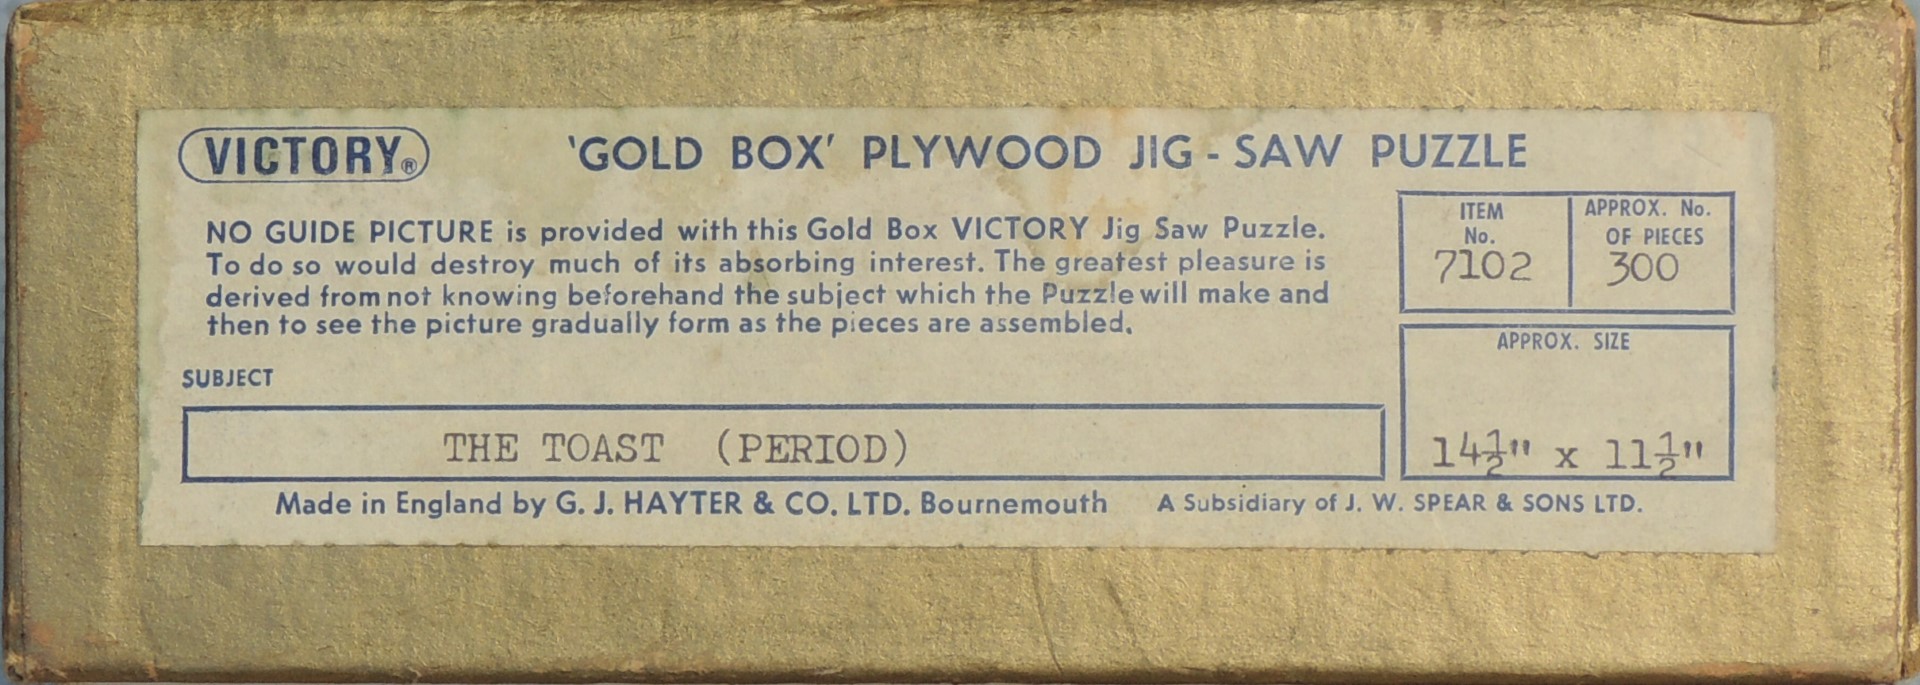 VICTORY®
'GOLD BOX' PLYWOOD JIG - SAW PUZZLE
NO GUIDE PICTURE is provided with this Gold Box VICTORY Jig Saw Puzzle.
To do so would destroy much of its absorbing interest. The greatest pleasure is
derived from not knowing beforehand the subject which the Puzzle will make and
then to see the picture gradually form as the pieces are assembled.
ITEM
No.
7102
APPROX. No.
OF PIECES
300
APPROX. SIZE
14½" x 11½"
SUBJECT
THE TOAST (PERIOD)
Made in England by G. J. HAYTER & CO. LTD. Bournemouth A Subsidiary of J. W. SPEAR & SONS LTD.